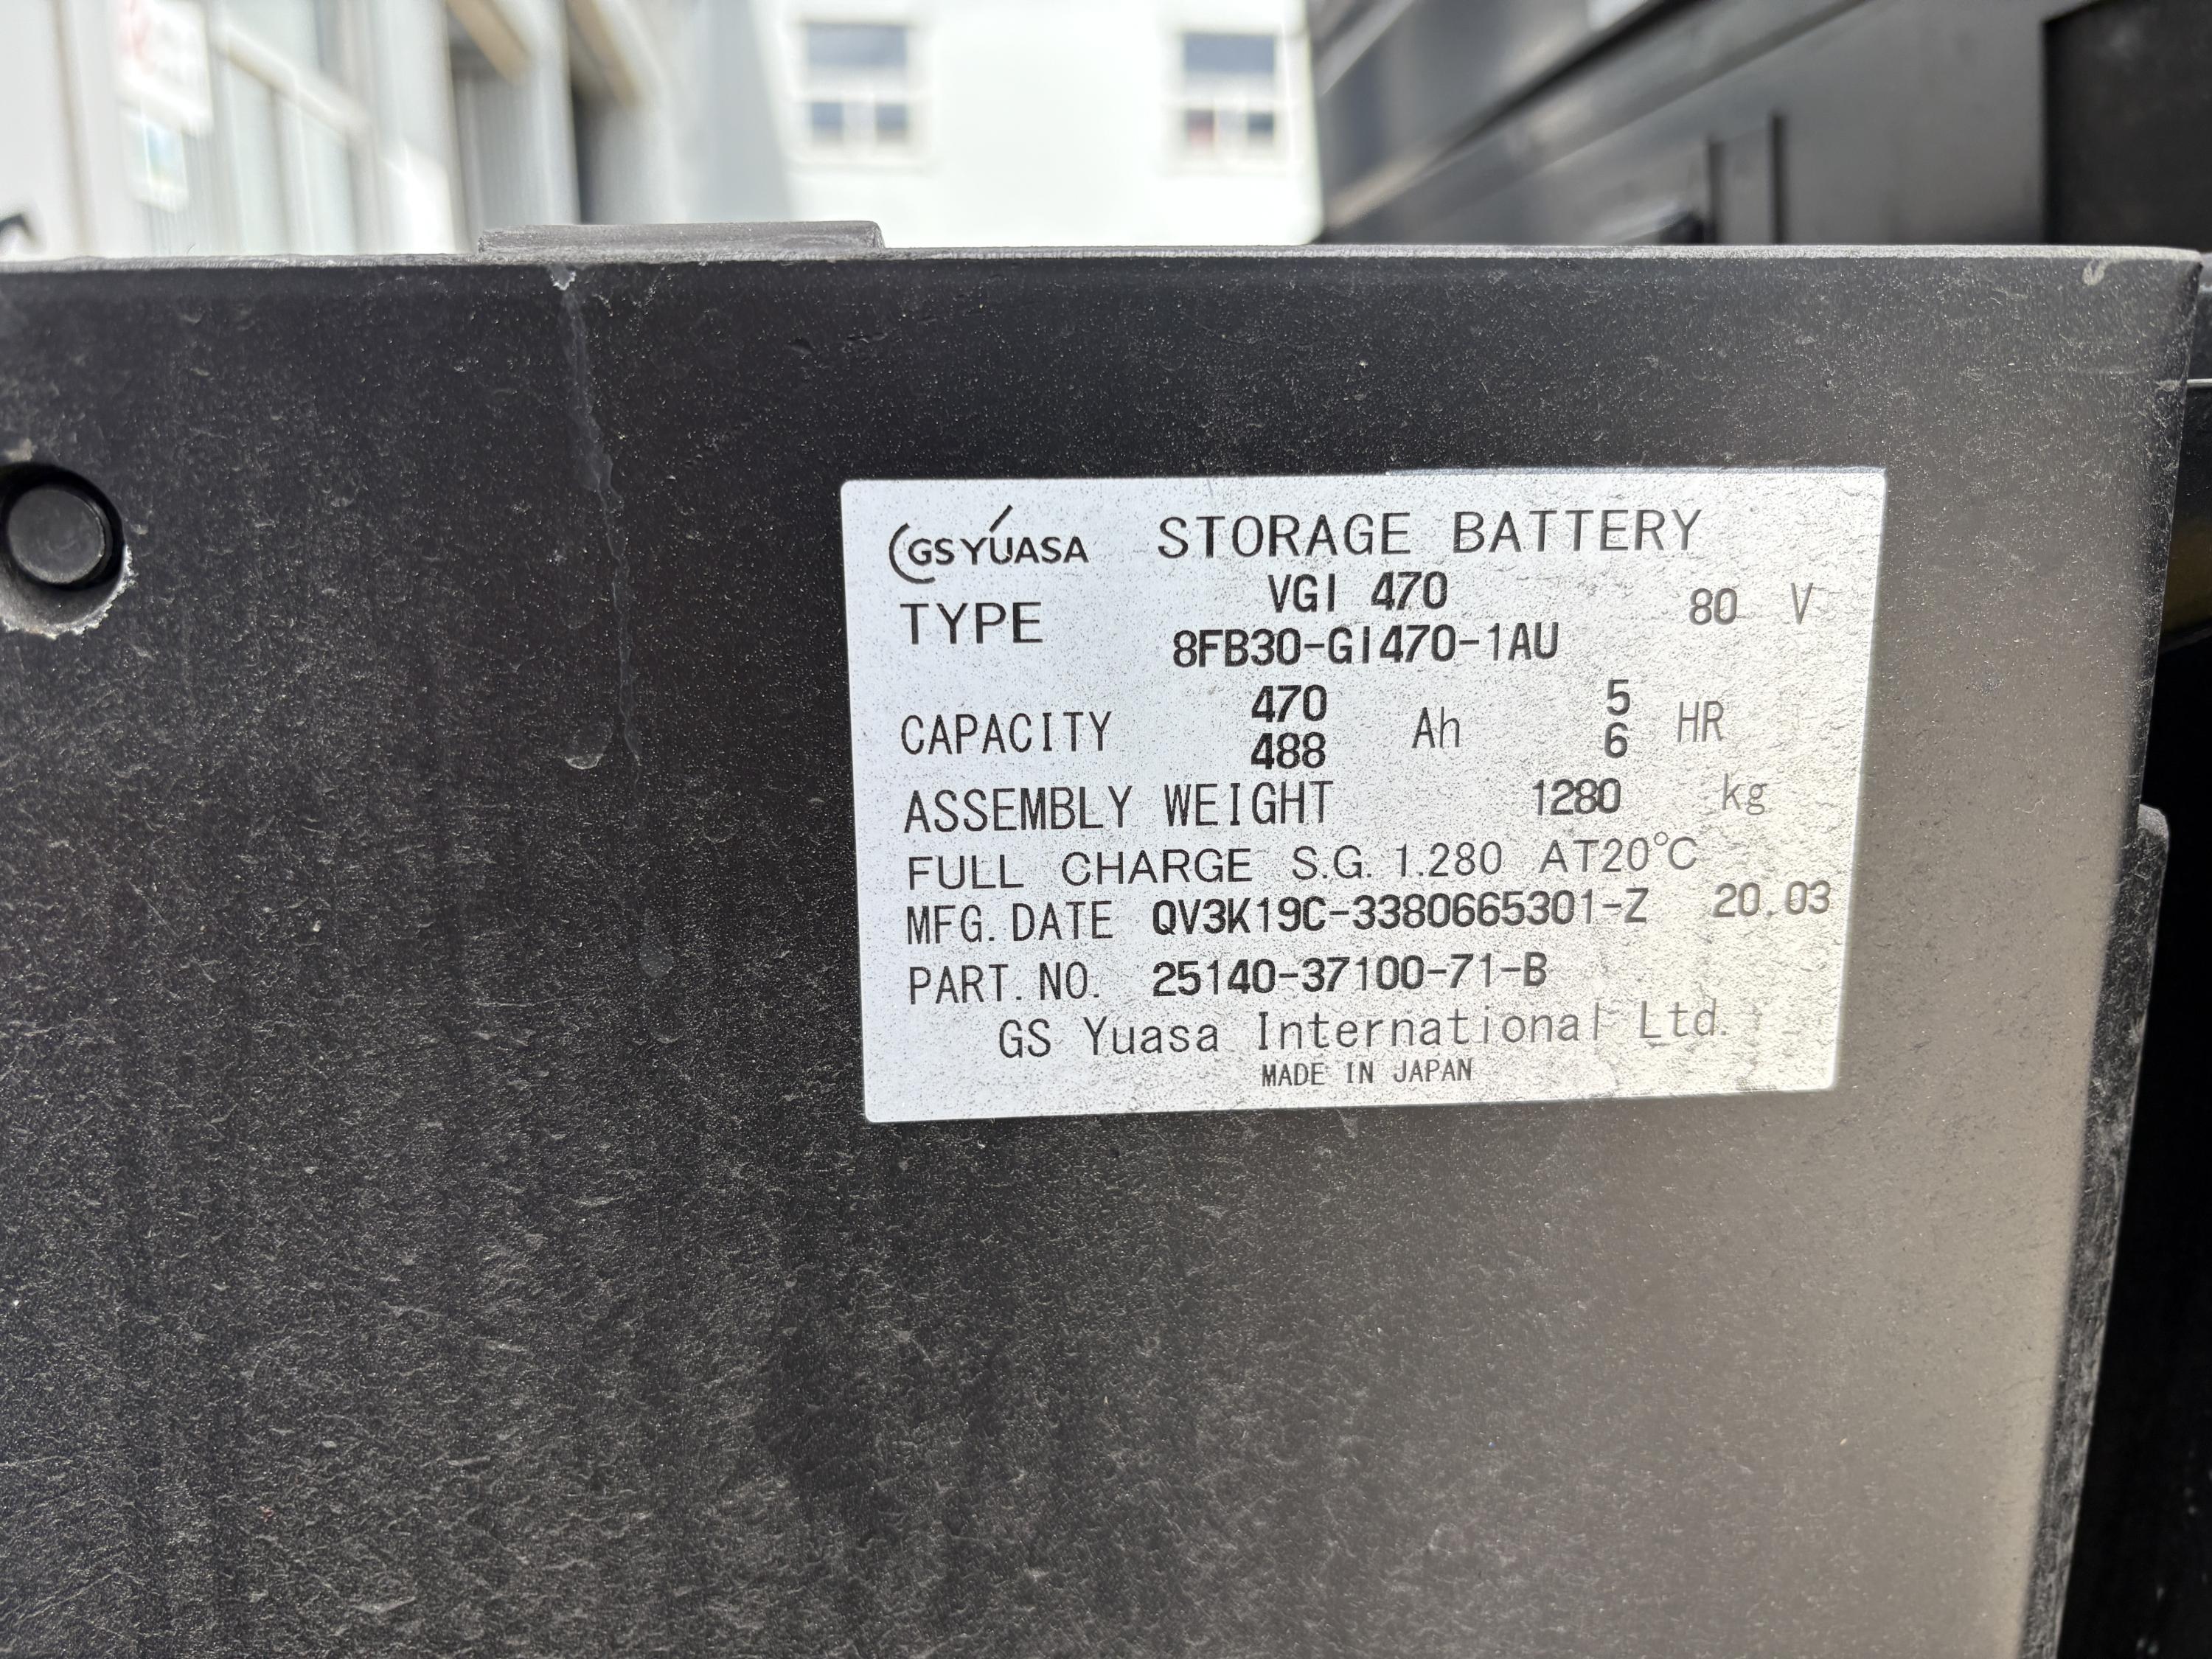 GS YUASA STORAGE BATTERY
TYPE VGI 470 80 V
8FB30-GI470-1AU
CAPACITY 470 Ah 5 HR
488 6
ASSEMBLY WEIGHT 1280 kg
FULL CHARGE S.G. 1.280 AT20°C
MFG. DATE QV3K19C-3380665301-Z 20.03
PART. NO. 25140-37100-71-B
GS Yuasa International Ltd.
MADE IN JAPAN